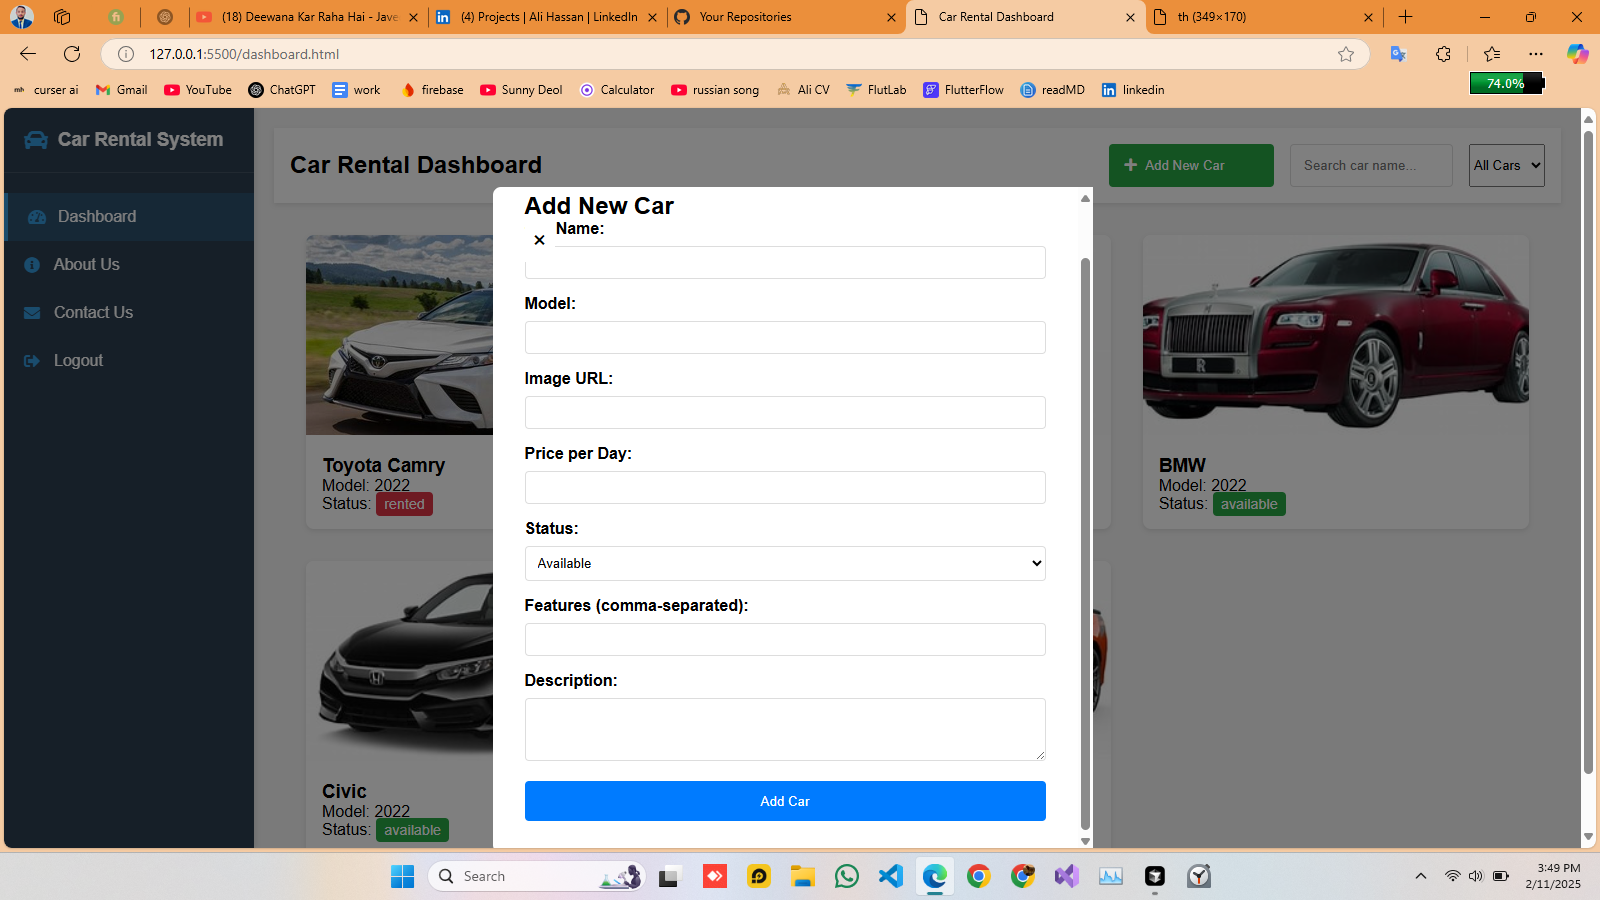 (18) Deewana Kar Raha Hai - Jave
(4) Projects | Ali Hassan | LinkedIn
Your Repositories
Car Rental Dashboard
th (349×170)
127.0.0.1:5500/dashboard.html
curser ai
Gmail
YouTube
ChatGPT
work
firebase
Sunny Deol
Calculator
russian song
Ali CV
FlutLab
FlutterFlow
readMD
linkedin
74.0%
Car Rental System
Dashboard
About Us
Contact Us
Logout
Car Rental Dashboard
Add New Car
Search car name...
All Cars
Toyota Camry
Model: 2022
Status: rented
BMW
Model: 2022
Status: available
Civic
Model: 2022
Status: available
Add New Car
Name:
Model:
Image URL:
Price per Day:
Status:
Available
Features (comma-separated):
Description:
Add Car
Search
3:49 PM
2/11/2025